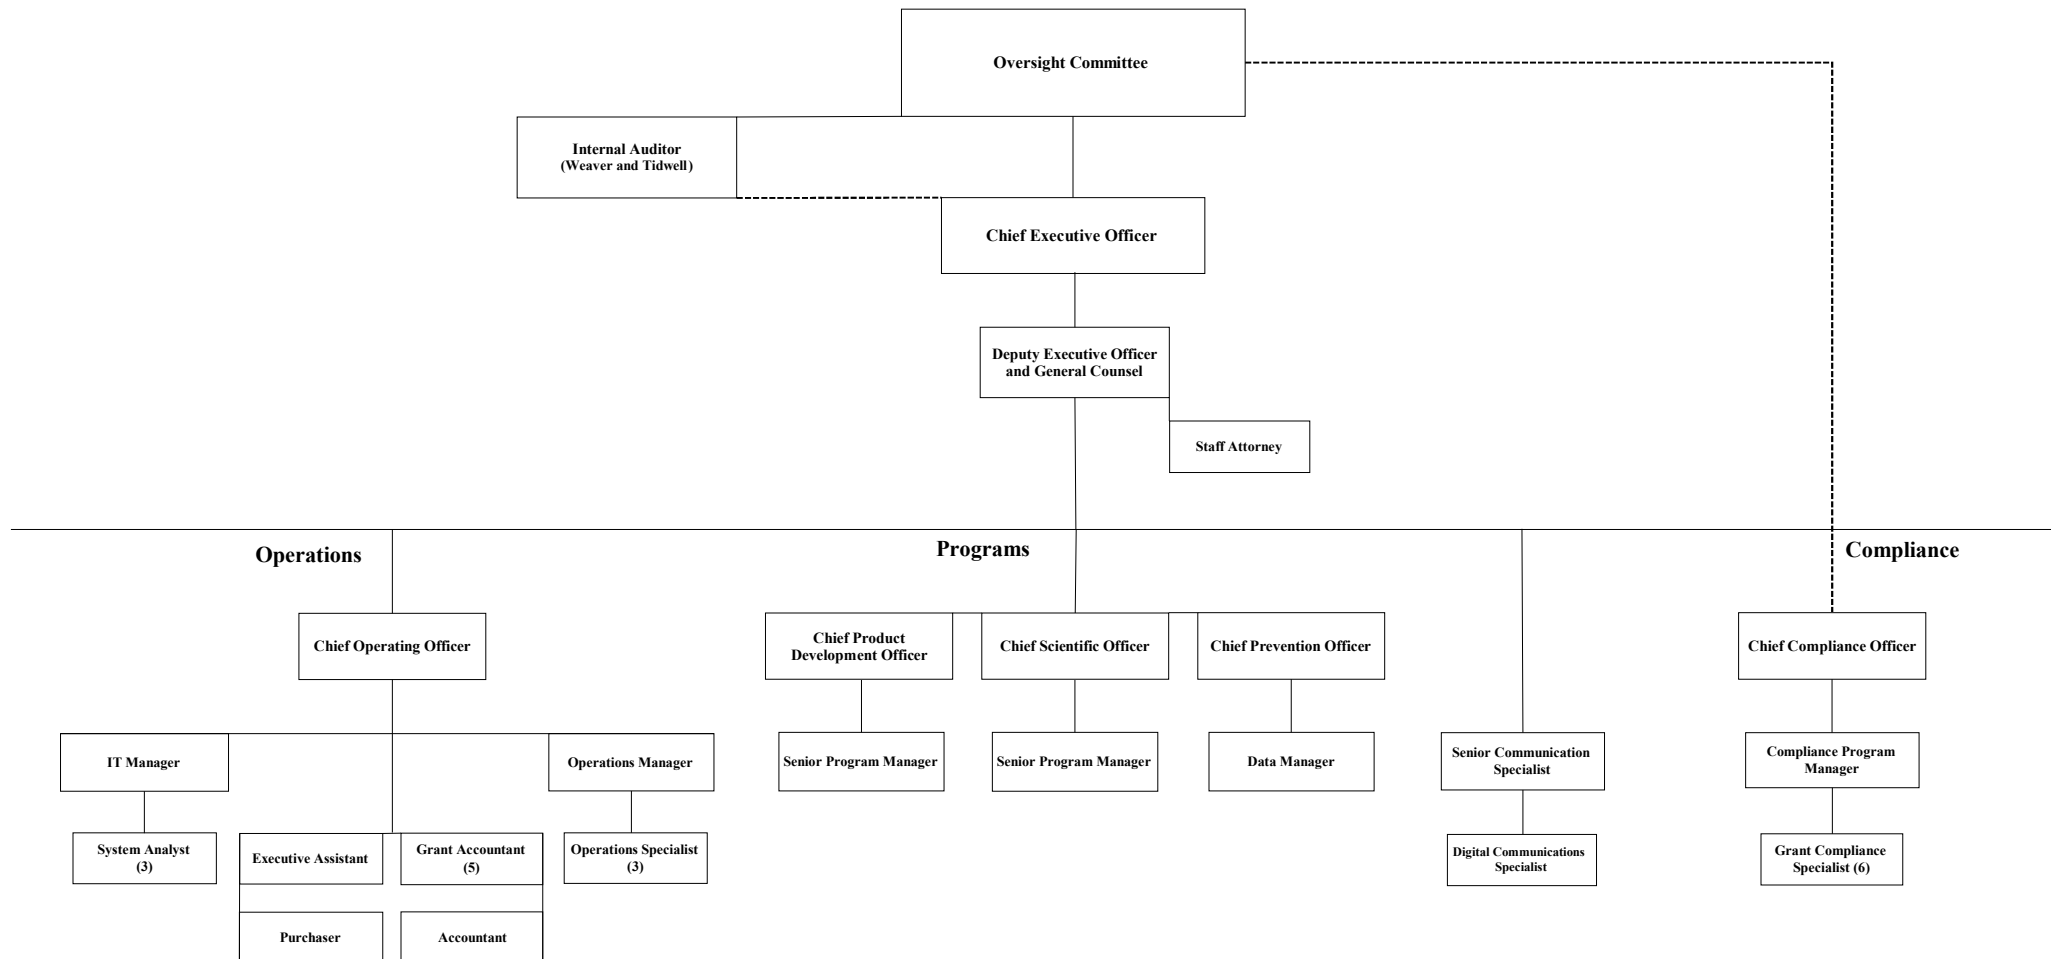 Oversight Committee
Internal Auditor
(Weaver and Tidwell)
Chief Executive Officer
Deputy Executive Officer
and General Counsel
Staff Attorney
Operations
Programs
Compliance
Chief Operating Officer
Chief Product
Development Officer
Chief Scientific Officer
Chief Prevention Officer
Chief Compliance Officer
IT Manager
Operations Manager
Senior Program Manager
Senior Program Manager
Data Manager
Senior Communication
Specialist
Compliance Program
Manager
System Analyst
(3)
Executive Assistant
Grant Accountant
(5)
Operations Specialist
(3)
Digital Communications
Specialist
Grant Compliance
Specialist (6)
Purchaser
Accountant